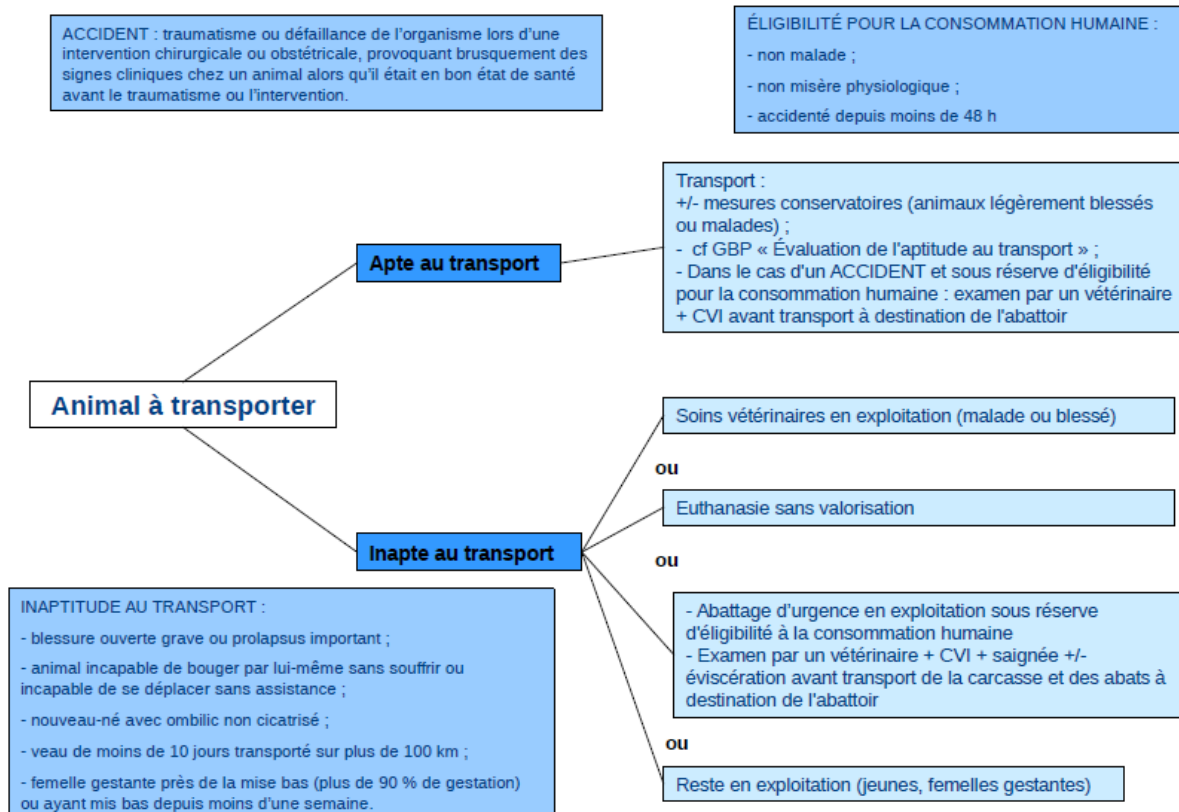 ACCIDENT : traumatisme ou défaillance de l'organisme lors d'une
intervention chirurgicale ou obstétricale, provoquant brusquement des
signes cliniques chez un animal alors qu'il était en bon état de santé
avant le traumatisme ou l'intervention.
ÉLIGIBILITÉ POUR LA CONSOMMATION HUMAINE :
- non malade ;
- non misère physiologique ;
- accidenté depuis moins de 48 h
Transport :
+/- mesures conservatoires (animaux légèrement blessés
ou malades) ;
- cf GBP « Évaluation de l'aptitude au transport » ;
- Dans le cas d'un ACCIDENT et sous réserve d'éligibilité
pour la consommation humaine : examen par un vétérinaire
+ CVI avant transport à destination de l'abattoir
Apte au transport
Animal à transporter
Soins vétérinaires en exploitation (malade ou blessé)
ou
Euthanasie sans valorisation
Inapte au transport
ou
- Abattage d'urgence en exploitation sous réserve
d'éligibilité à la consommation humaine
- Examen par un vétérinaire + CVI + saignée +/-
éviscération avant transport de la carcasse et des abats à
destination de l'abattoir
ou
Reste en exploitation (jeunes, femelles gestantes)
INAPTITUDE AU TRANSPORT :
- blessure ouverte grave ou prolapsus important ;
- animal incapable de bouger par lui-même sans souffrir ou
incapable de se déplacer sans assistance ;
- nouveau-né avec ombilic non cicatrisé ;
- veau de moins de 10 jours transporté sur plus de 100 km ;
- femelle gestante près de la mise bas (plus de 90 % de gestation)
ou ayant mis bas depuis moins d'une semaine.